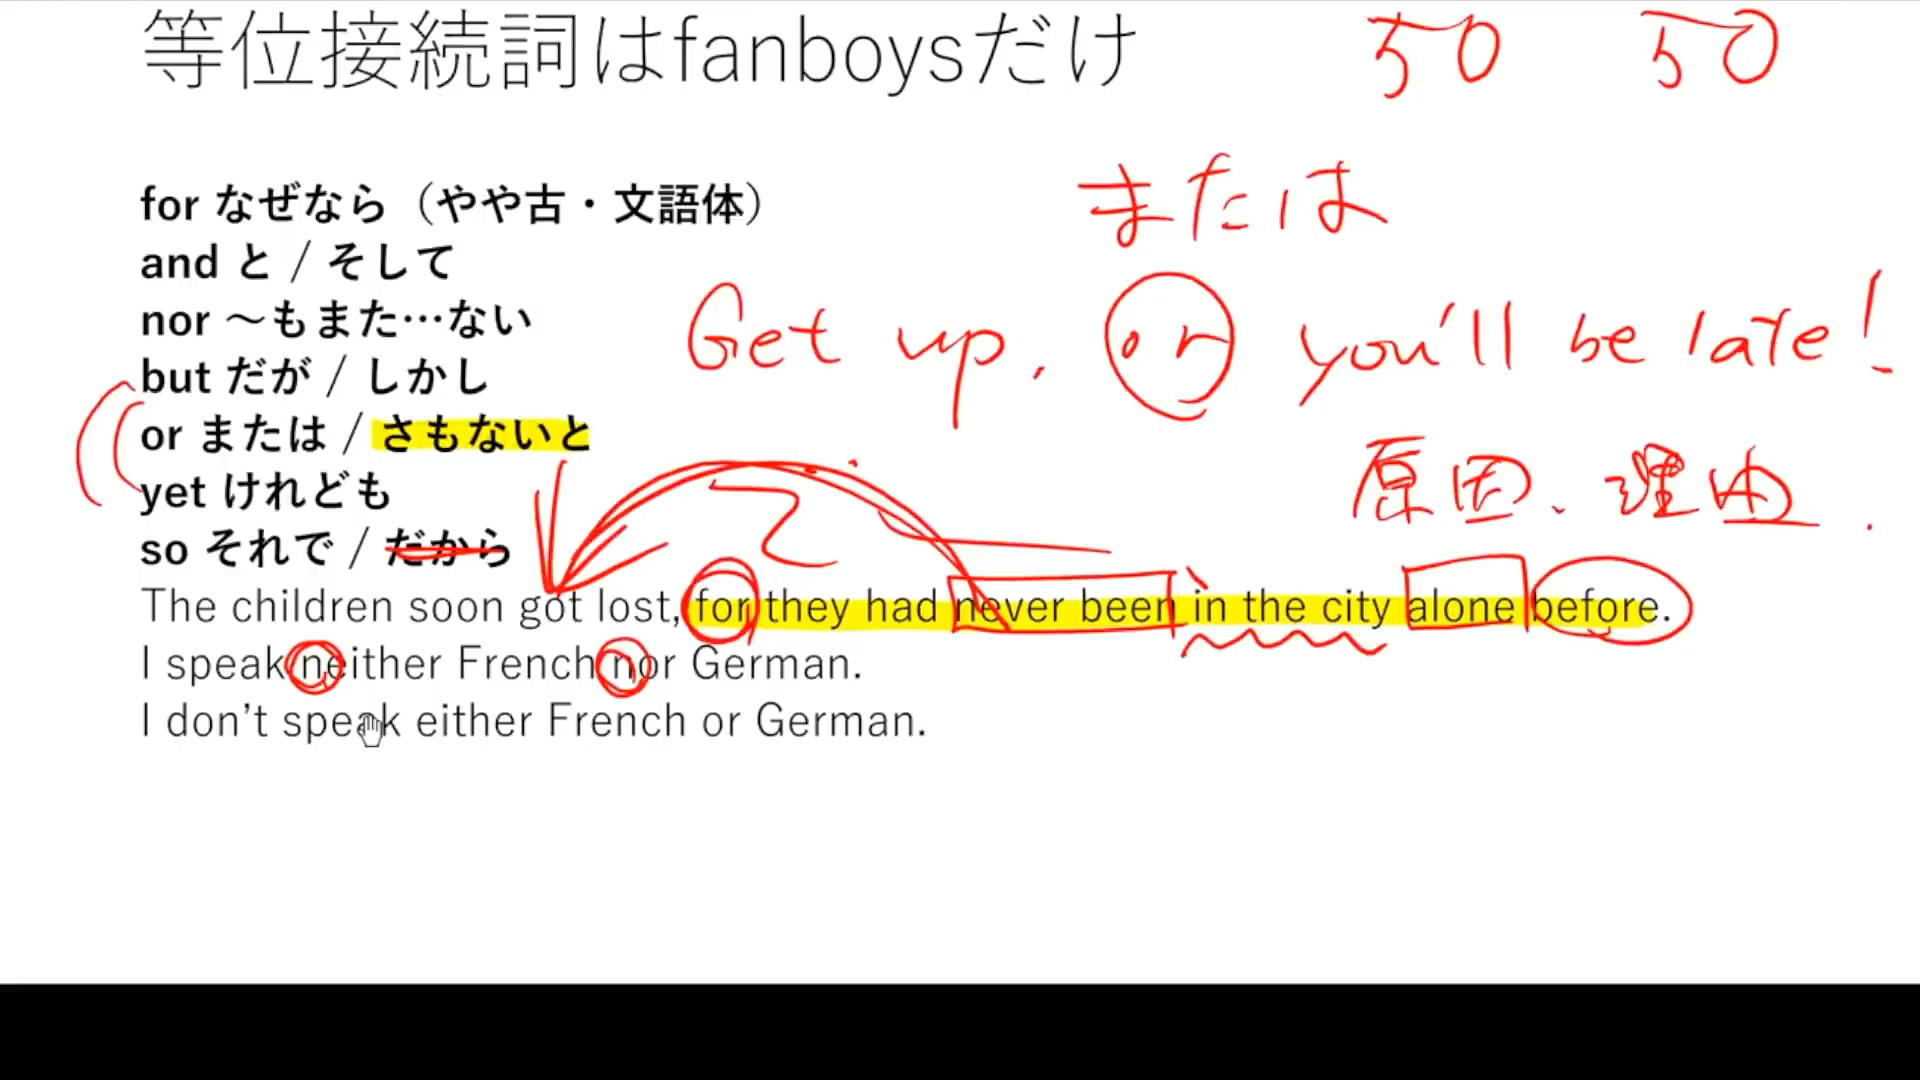 等位接続詞はfanboysだけ
50 50
for なぜなら（やや古・文語体）
または
and と / そして
nor ～もまた…ない
Get up, or you'll be late!
but だが / しかし
or または / さもないと
原因、理由.
yet けれども
so それで / だから
The children soon got lost, for they had never been in the city alone before.
I speak neither French nor German.
I don't speak either French or German.